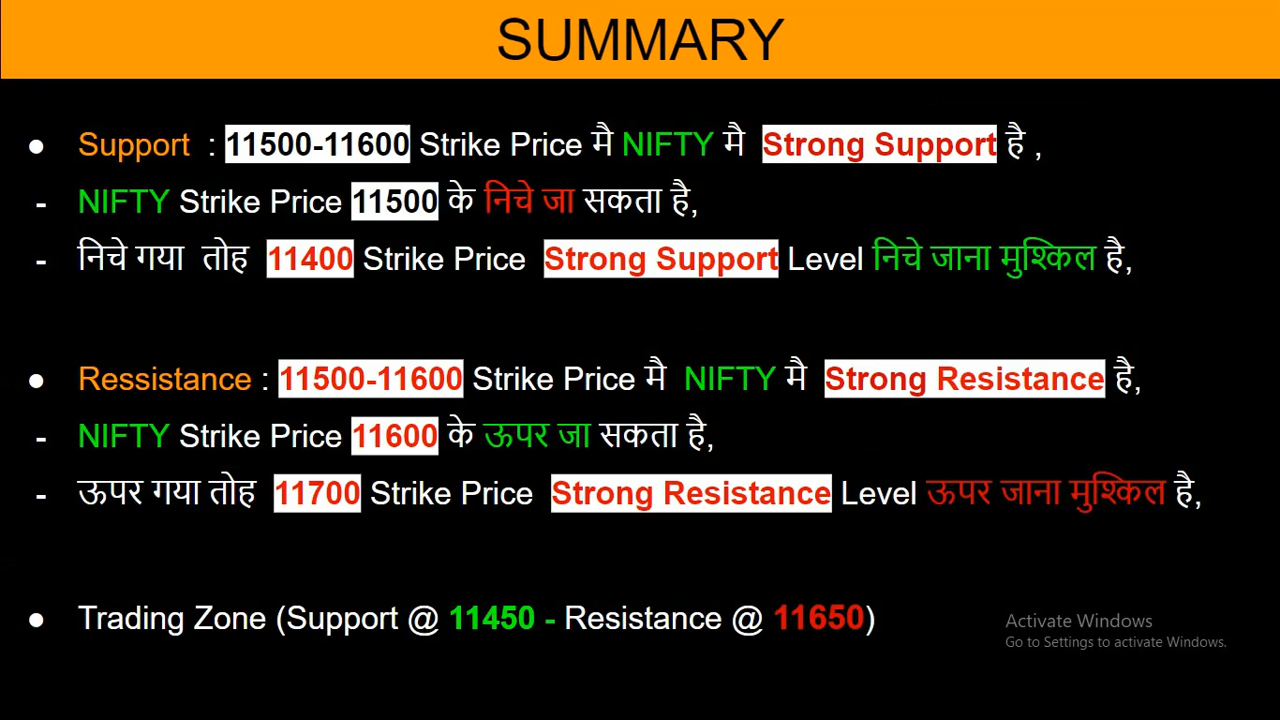 SUMMARY
● Support : 11500-11600 Strike Price मै NIFTY मै Strong Support है ,
- NIFTY Strike Price 11500 के निचे जा सकता है,
- निचे गया तोह 11400 Strike Price Strong Support Level निचे जाना मुश्किल है,
● Ressistance : 11500-11600 Strike Price मै NIFTY मै Strong Resistance है,
- NIFTY Strike Price 11600 के ऊपर जा सकता है,
- ऊपर गया तोह 11700 Strike Price Strong Resistance Level ऊपर जाना मुश्किल है,
● Trading Zone (Support @ 11450 - Resistance @ 11650)
Activate Windows
Go to Settings to activate Windows.